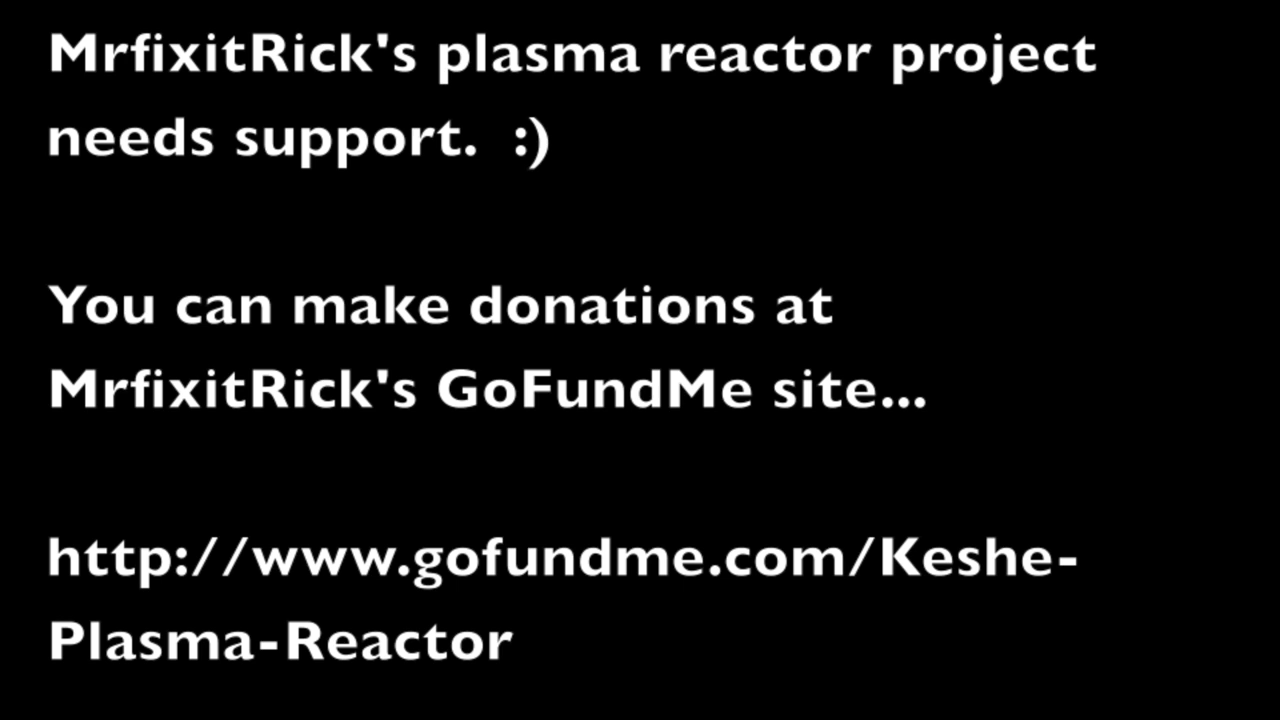 MrfixitRick's plasma reactor project
needs support.  :)
You can make donations at
MrfixitRick's GoFundMe site...
http://www.gofundme.com/Keshe-
Plasma-Reactor